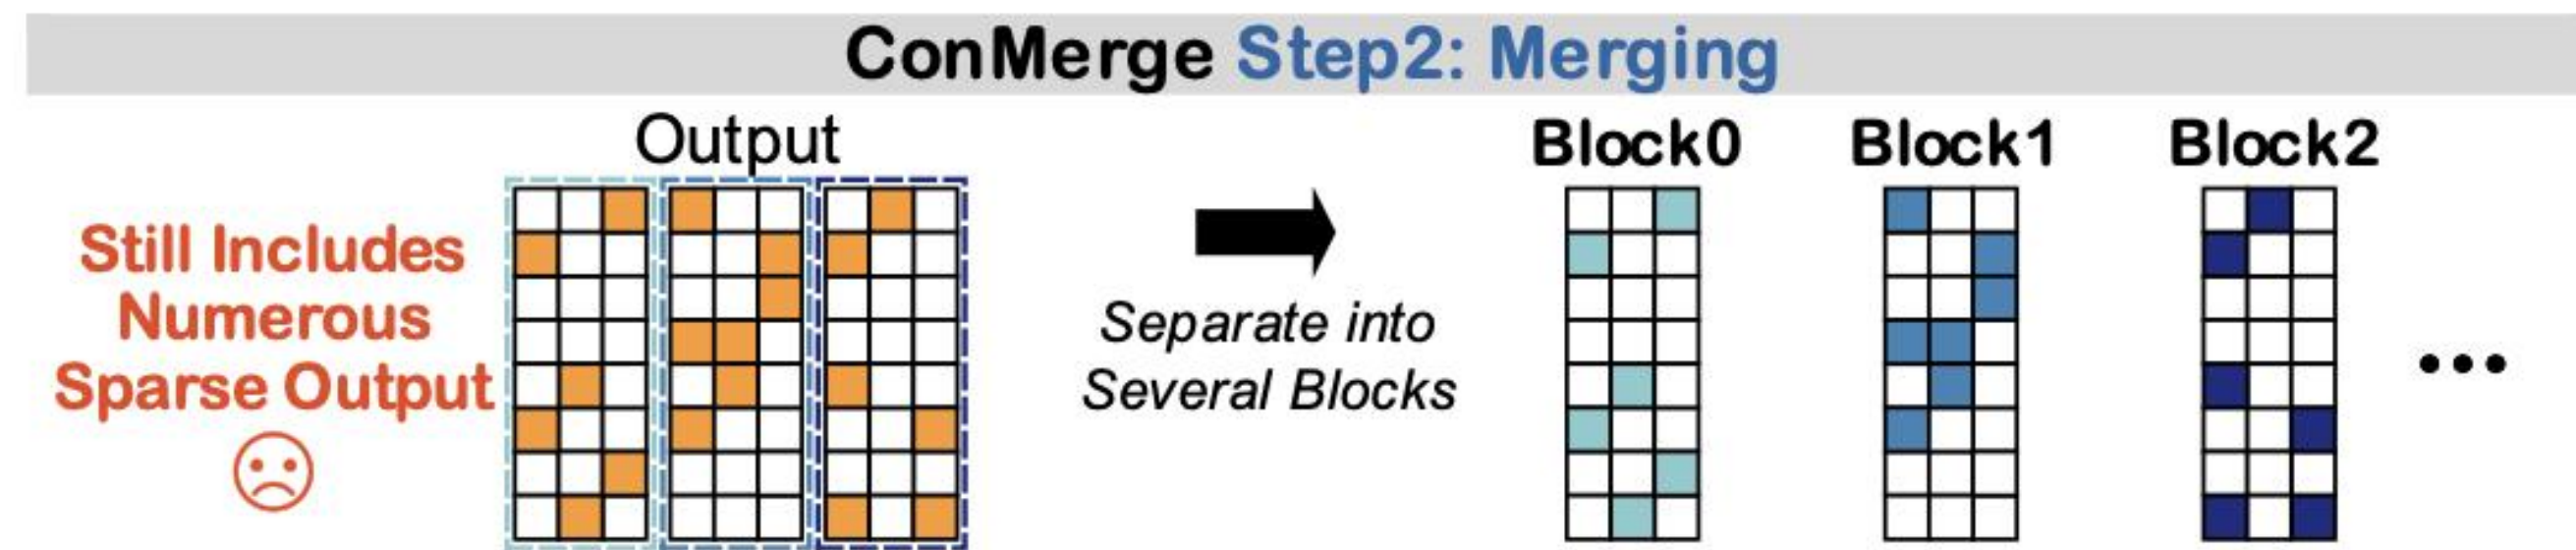 ConMerge Step2: Merging
Output
Still Includes
Numerous
Sparse Output
Separate into
Several Blocks
Block0
Block1
Block2
...